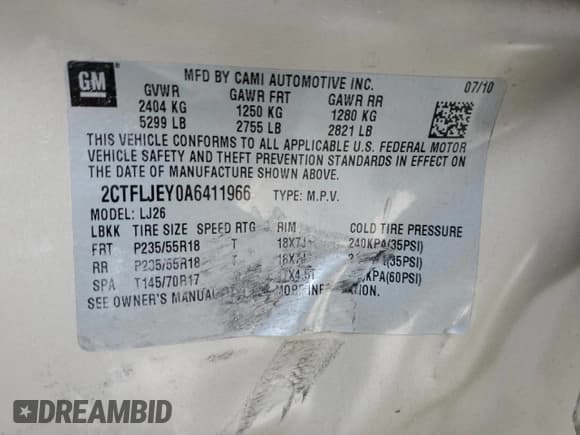 GM
MFD BY CAMI AUTOMOTIVE INC.
07/10
GVWR GAWR FRT GAWR RR
2404 KG 1250 KG 1280 KG
5299 LB 2755 LB 2821 LB
THIS VEHICLE CONFORMS TO ALL APPLICABLE U.S. FEDERAL MOTOR
VEHICLE SAFETY AND THEFT PREVENTION STANDARDS IN EFFECT ON
THE DATE OF MANUFACTURE SHOWN ABOVE.
2CTFLJEY0A6411966 TYPE: M.P.V.
MODEL: LJ26
LBKK TIRE SIZE SPEED RTG RIM COLD TIRE PRESSURE
FRT P235/55R18 T 18X7J 240KPA(35PSI)
RR P235/55R18 T 18X7J (35PSI)
SPA T145/70R17 KPA(60PSI)
SEE OWNER'S MANUAL MORE INFORMATION.
DREAMBID